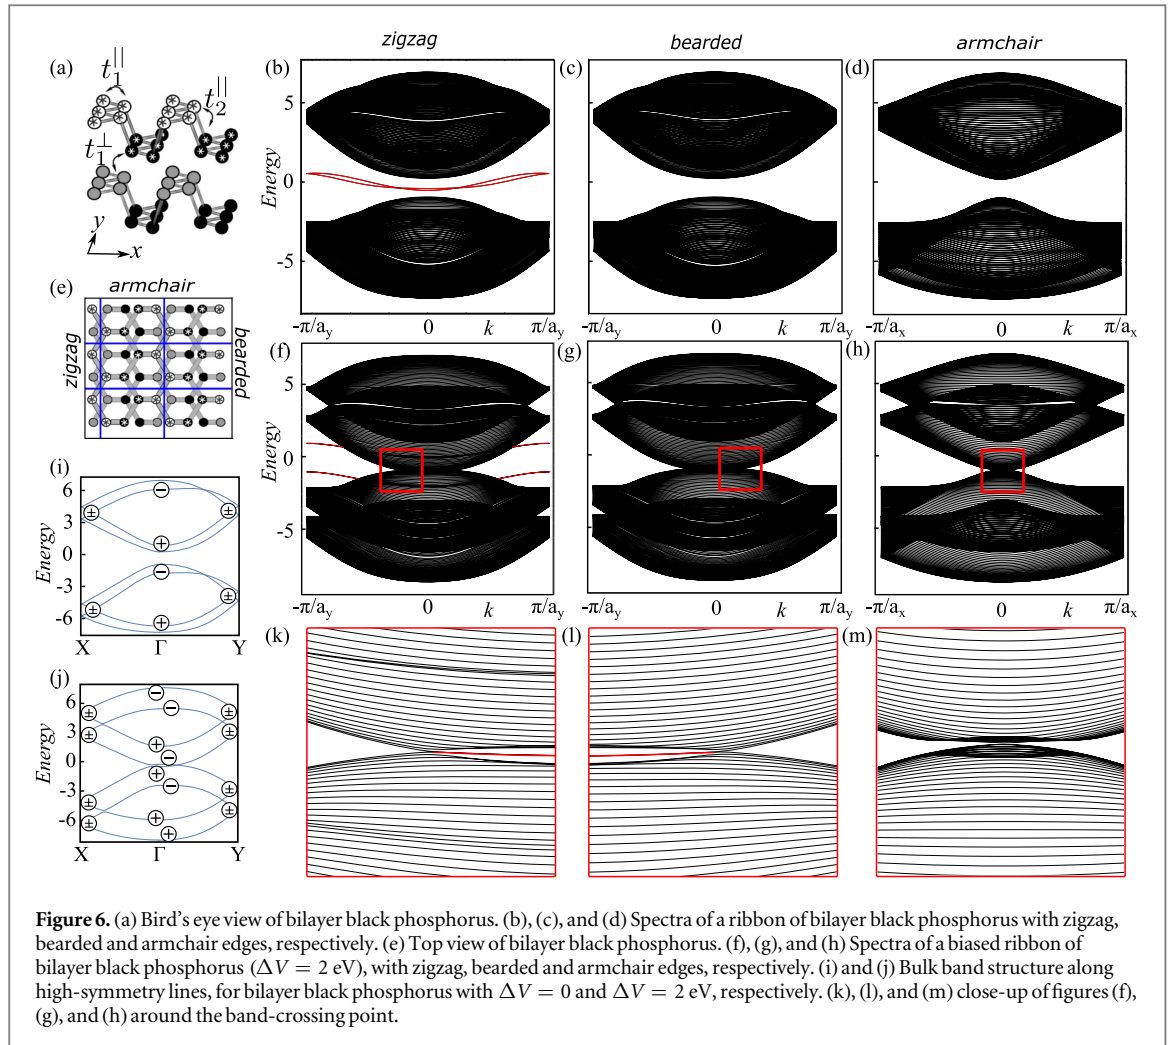 zigzag bearded armchair
(a) t₁^|| t₂^|| t₁^⊥ y x
(b) Energy 5 0 -5 -π/a_y 0 k π/a_y
(c) -π/a_y 0 k π/a_y
(d) -π/a_x 0 k π/a_x
(e) armchair zigzag bearded
(f) Energy 5 0 -5 -π/a_y 0 k π/a_y
(g) -π/a_y 0 k π/a_y
(h) -π/a_x 0 k π/a_x
(i) Energy 6 3 0 -3 -6 X Γ Y − ± ± + − ± ± +
(j) Energy 6 3 0 -3 -6 X Γ Y − ± − ± ± ± + − + − ± ± ± ± + +
(k)
(l)
(m)
Figure 6. (a) Bird's eye view of bilayer black phosphorus. (b), (c), and (d) Spectra of a ribbon of bilayer black phosphorus with zigzag,
bearded and armchair edges, respectively. (e) Top view of bilayer black phosphorus. (f), (g), and (h) Spectra of a biased ribbon of
bilayer black phosphorus (ΔV = 2 eV), with zigzag, bearded and armchair edges, respectively. (i) and (j) Bulk band structure along
high-symmetry lines, for bilayer black phosphorus with ΔV = 0 and ΔV = 2 eV, respectively. (k), (l), and (m) close-up of figures (f),
(g), and (h) around the band-crossing point.